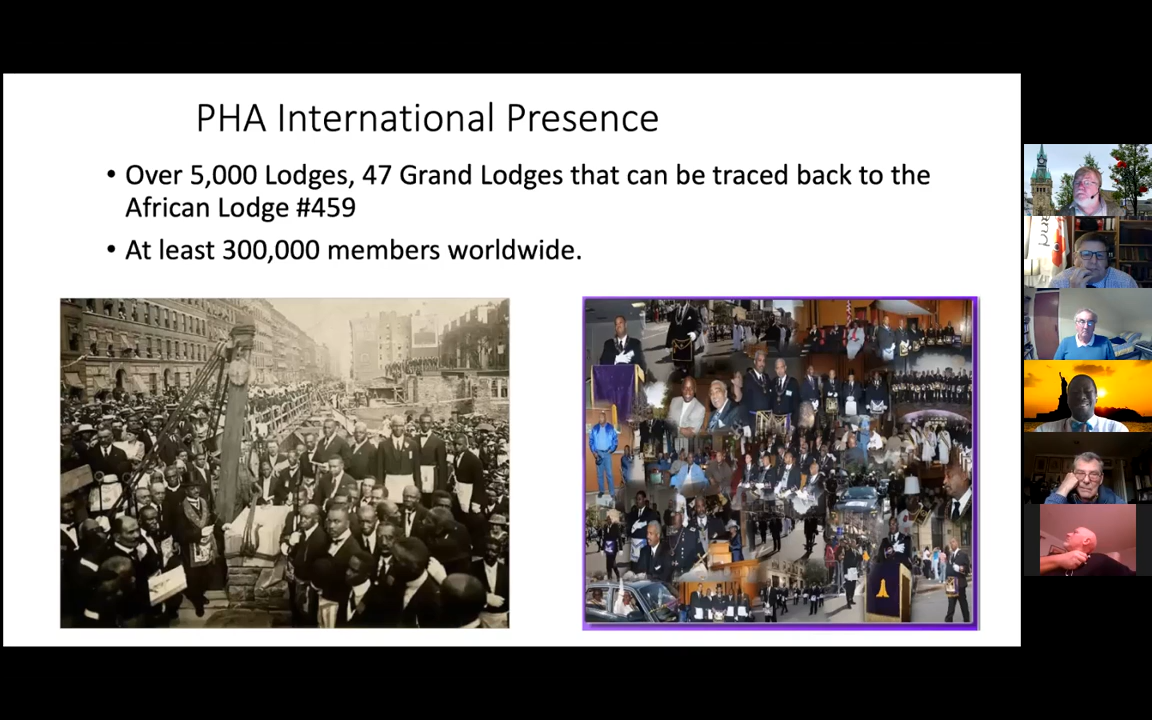 PHA International Presence
• Over 5,000 Lodges, 47 Grand Lodges that can be traced back to the
African Lodge #459
• At least 300,000 members worldwide.